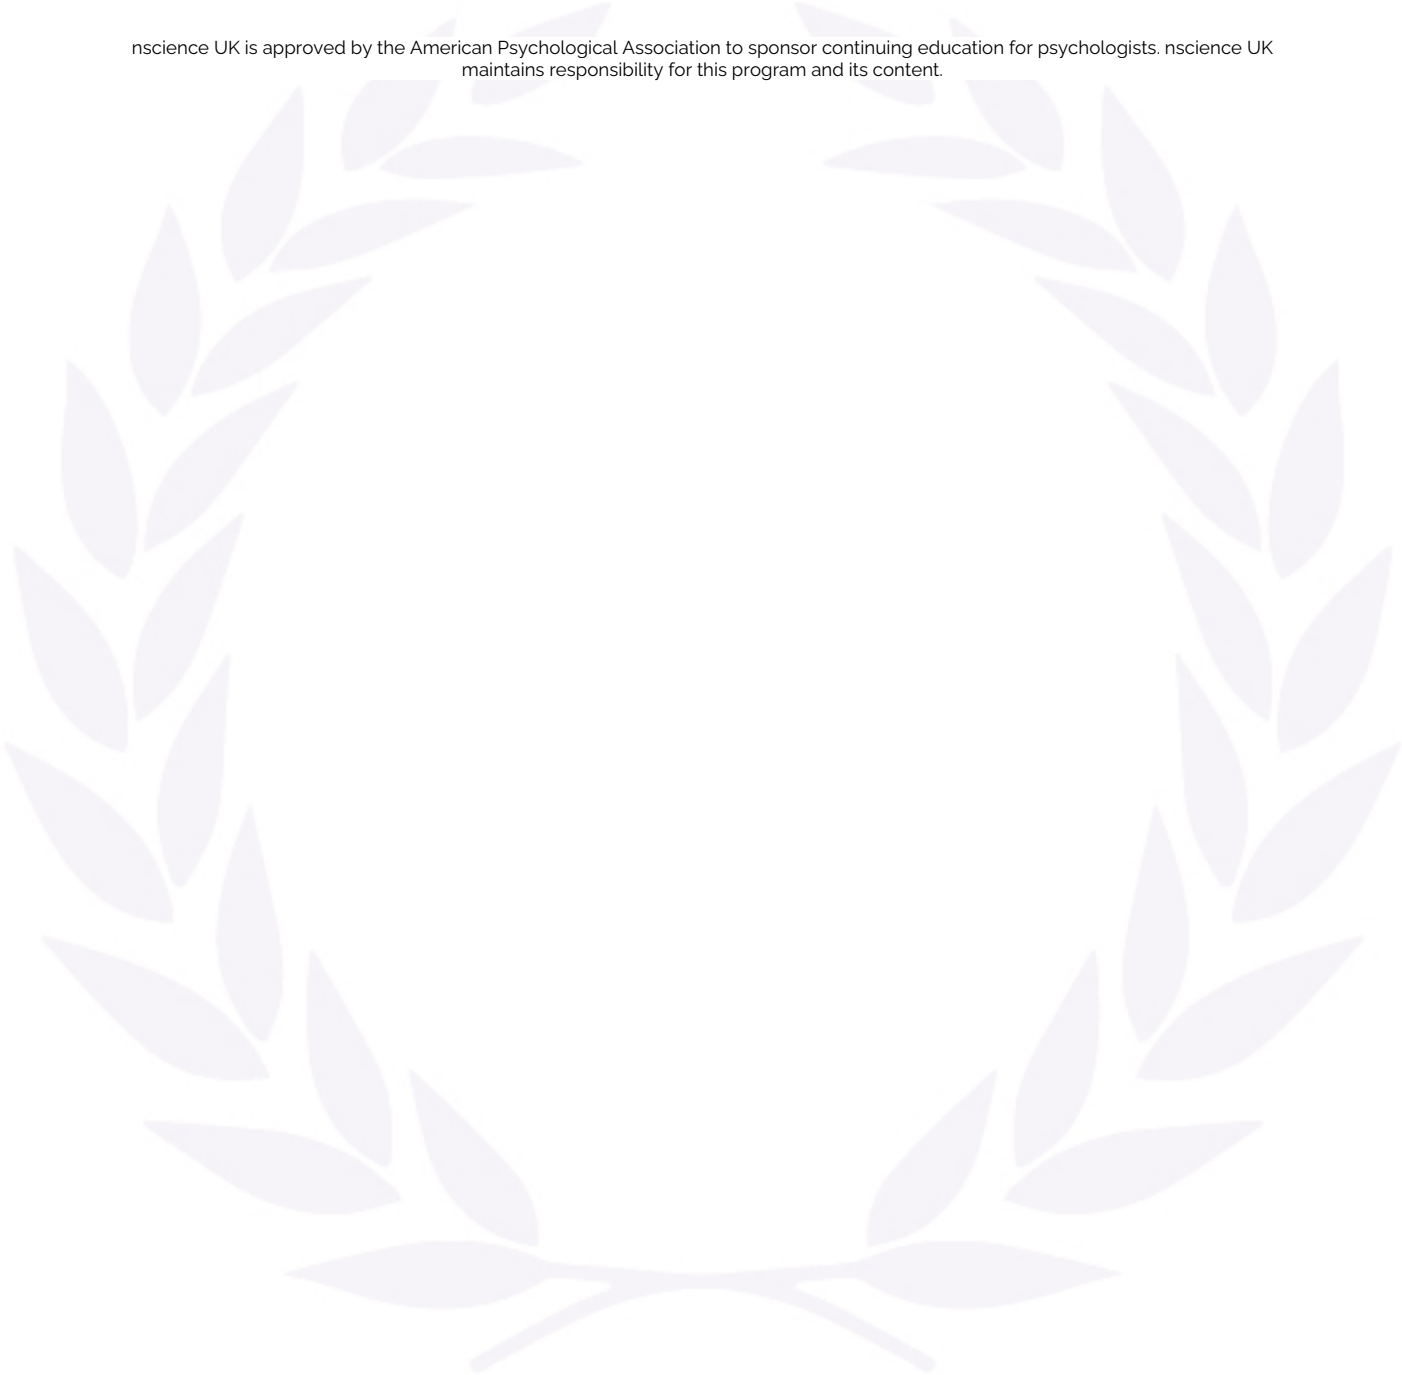 nscience UK is approved by the American Psychological Association to sponsor continuing education for psychologists. nscience UK
maintains responsibility for this program and its content.